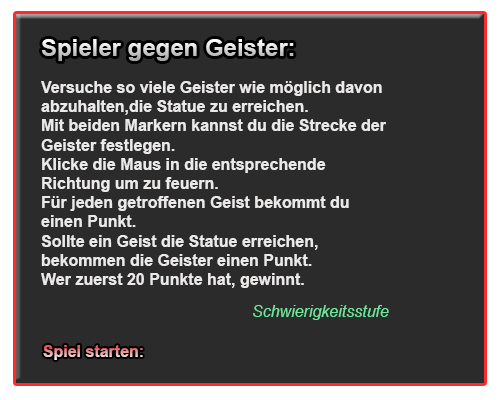 Spieler gegen Geister:
Versuche so viele Geister wie möglich davon
abzuhalten,die Statue zu erreichen.
Mit beiden Markern kannst du die Strecke der
Geister festlegen.
Klicke die Maus in die entsprechende
Richtung um zu feuern.
Für jeden getroffenen Geist bekommt du
einen Punkt.
Sollte ein Geist die Statue erreichen,
bekommen die Geister einen Punkt.
Wer zuerst 20 Punkte hat, gewinnt.
Schwierigkeitsstufe
Spiel starten: